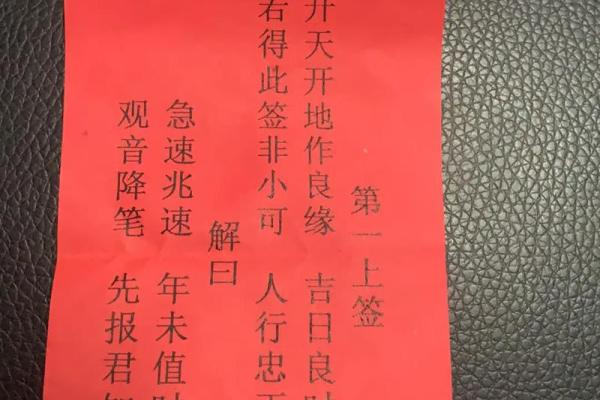 第一上签
开天开地作良缘 吉日良时
若得此签非小可 人行忠
解曰
急速兆速 年未值
观音降笔 先报君